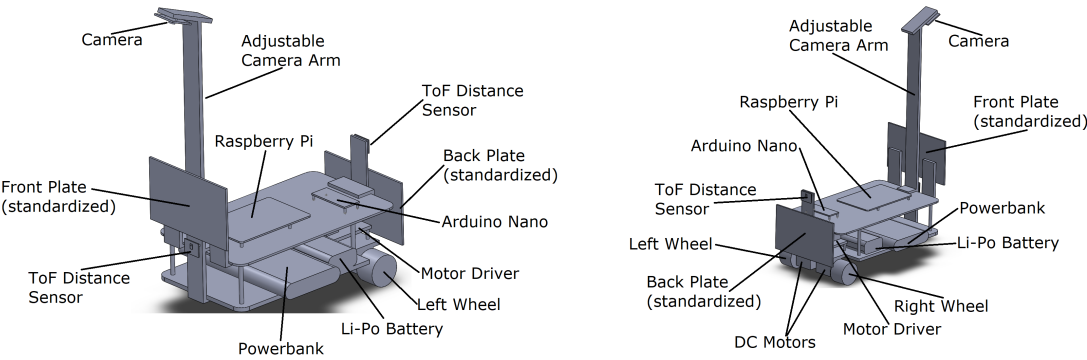 Camera
Adjustable
Camera Arm
ToF Distance
Sensor
Raspberry Pi
Back Plate
(standardized)
Front Plate
(standardized)
Arduino Nano
ToF Distance
Sensor
Motor Driver
Left Wheel
Li-Po Battery
Powerbank
Adjustable
Camera Arm
Camera
Raspberry Pi
Front Plate
(standardized)
Arduino Nano
ToF Distance
Sensor
Powerbank
Left Wheel
Li-Po Battery
Back Plate
(standardized)
Right Wheel
Motor Driver
DC Motors